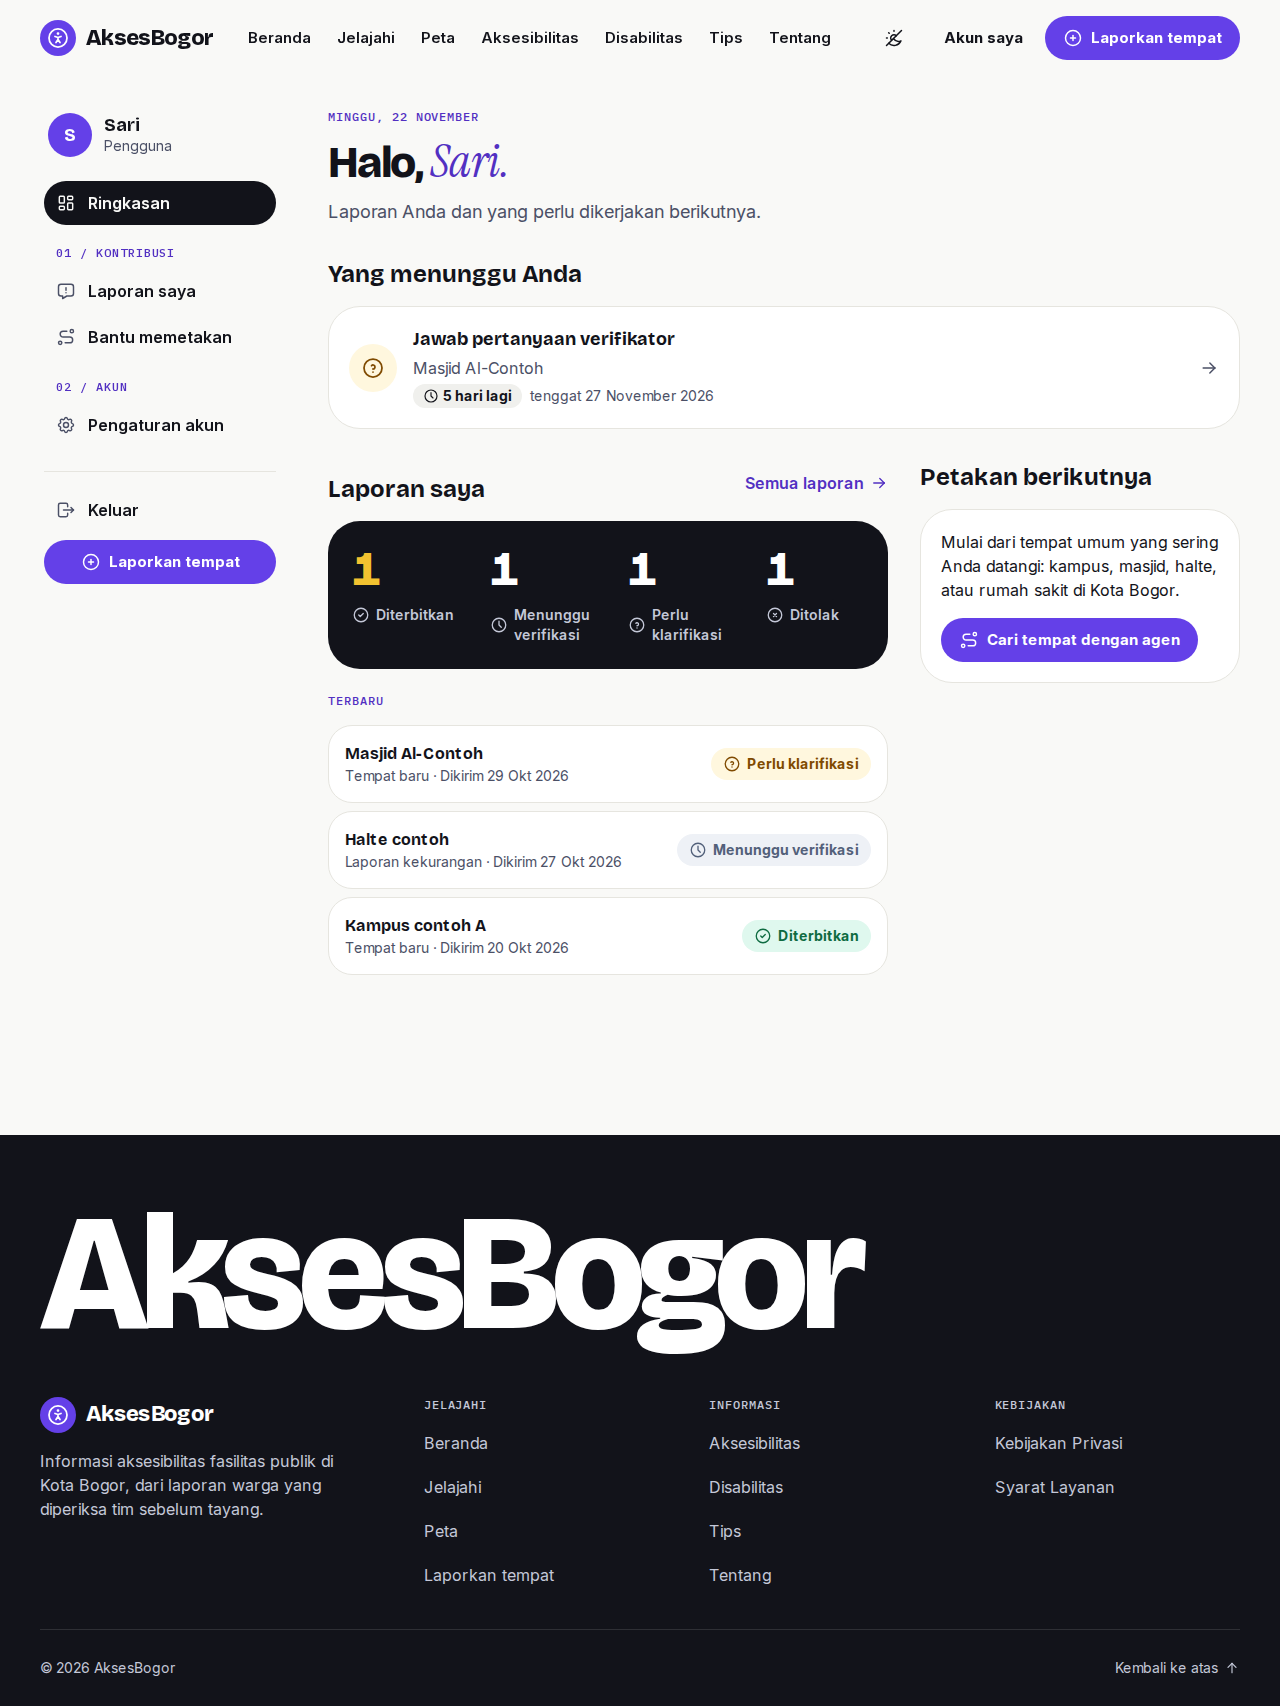 AksesBogor
Beranda
Jelajahi
Peta
Aksesibilitas
Disabilitas
Tips
Tentang
Akun saya
Laporkan tempat
S
Sari
Pengguna
Ringkasan
01 / KONTRIBUSI
Laporan saya
Bantu memetakan
02 / AKUN
Pengaturan akun
Keluar
Laporkan tempat
MINGGU, 22 NOVEMBER
Halo, Sari.
Laporan Anda dan yang perlu dikerjakan berikutnya.
Yang menunggu Anda
Jawab pertanyaan verifikator
Masjid Al-Contoh
5 hari lagi tenggat 27 November 2026
Laporan saya
Semua laporan
1
Diterbitkan
1
Menunggu
verifikasi
1
Perlu
klarifikasi
1
Ditolak
TERBARU
Masjid Al-Contoh
Tempat baru · Dikirim 29 Okt 2026
Perlu klarifikasi
Halte contoh
Laporan kekurangan · Dikirim 27 Okt 2026
Menunggu verifikasi
Kampus contoh A
Tempat baru · Dikirim 20 Okt 2026
Diterbitkan
Petakan berikutnya
Mulai dari tempat umum yang sering
Anda datangi: kampus, masjid, halte,
atau rumah sakit di Kota Bogor.
Cari tempat dengan agen
AksesBogor
AksesBogor
Informasi aksesibilitas fasilitas publik di
Kota Bogor, dari laporan warga yang
diperiksa tim sebelum tayang.
JELAJAHI
Beranda
Jelajahi
Peta
Laporkan tempat
INFORMASI
Aksesibilitas
Disabilitas
Tips
Tentang
KEBIJAKAN
Kebijakan Privasi
Syarat Layanan
© 2026 AksesBogor
Kembali ke atas ↑